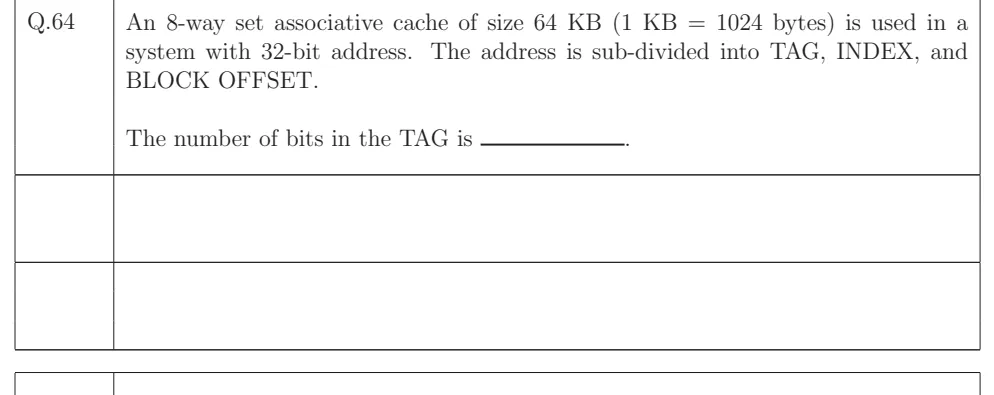 Q.64
An 8-way set associative cache of size 64 KB (1 KB = 1024 bytes) is used in a
system with 32-bit address. The address is sub-divided into TAG, INDEX, and
BLOCK OFFSET.
The number of bits in the TAG is ____________.